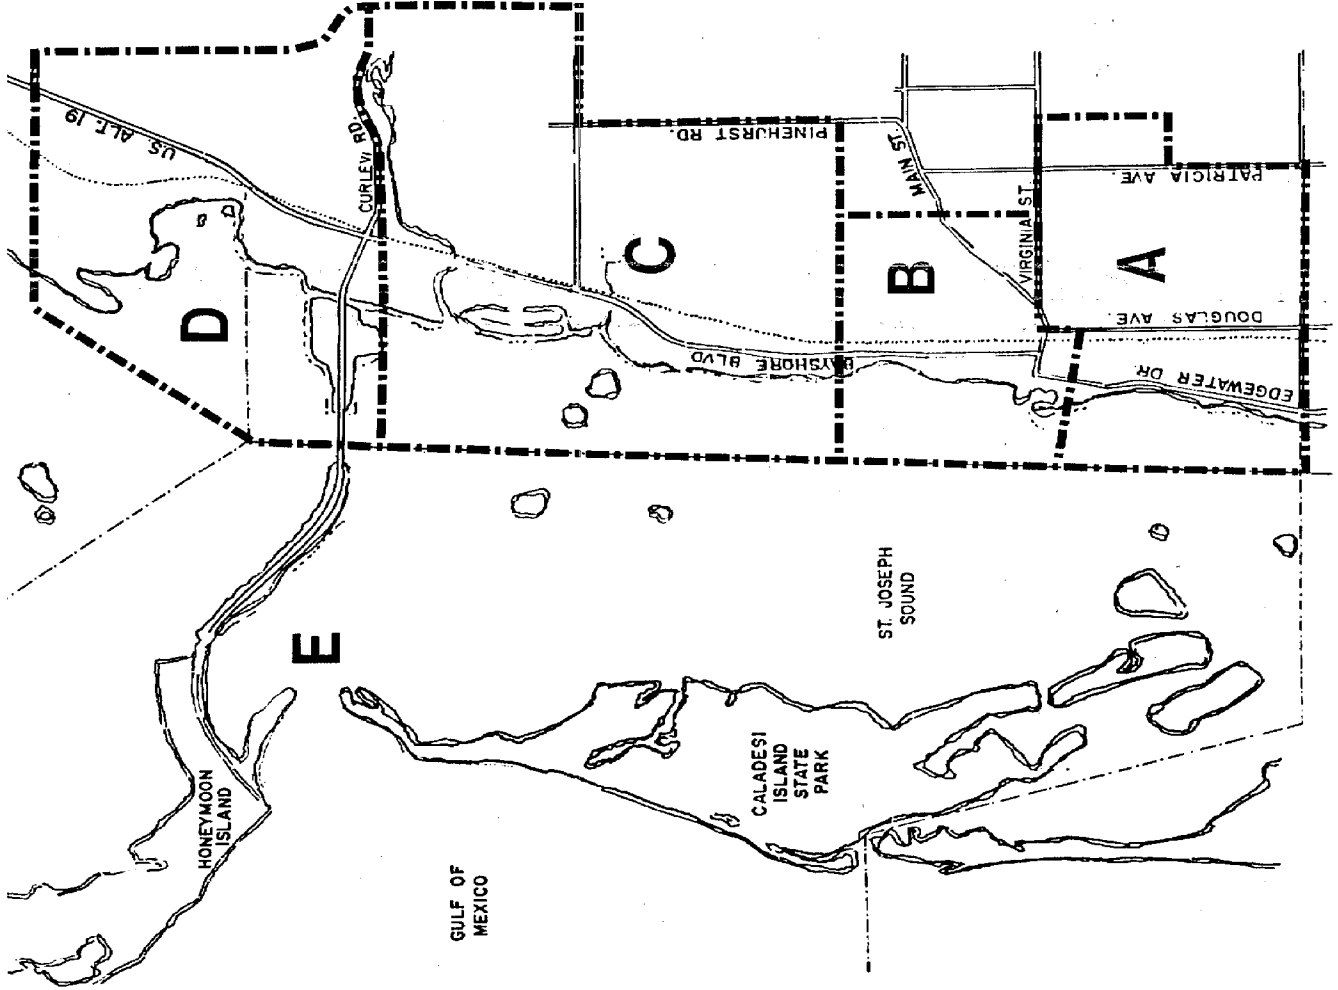 U.S. ALT. 19
CURLEW RD.
PINEHURST RD.
MAIN ST.
VIRGINIA ST.
PATRICIA AVE.
DOUGLAS AVE.
EDGEWATER DR.
BAYSHORE BLVD
D
C
B
A
E
ST. JOSEPH
SOUND
HONEYMOON
ISLAND
CALADESI
ISLAND
STATE
PARK
GULF OF
MEXICO